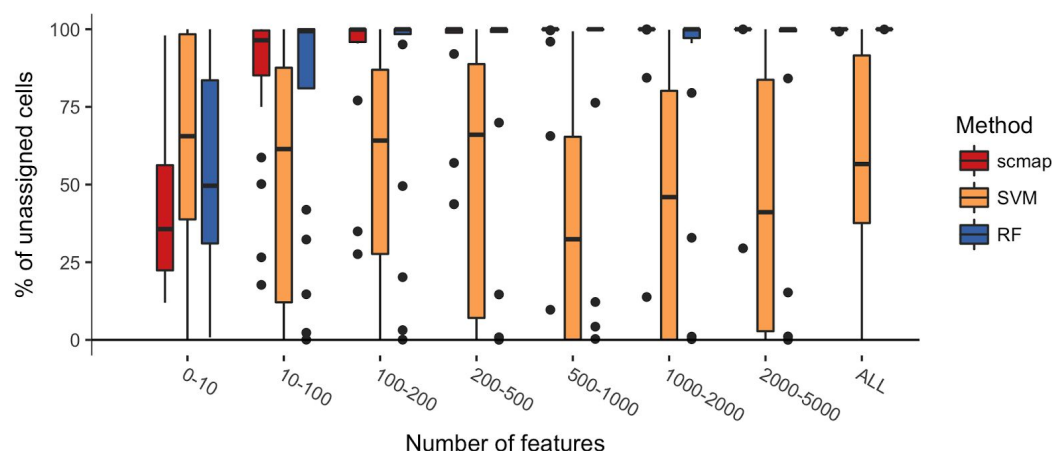 % of unassigned cells
100
75
50
25
0
0-10
10-100
100-200
200-500
500-1000
1000-2000
2000-5000
ALL
Number of features
Method
scmap
SVM
RF